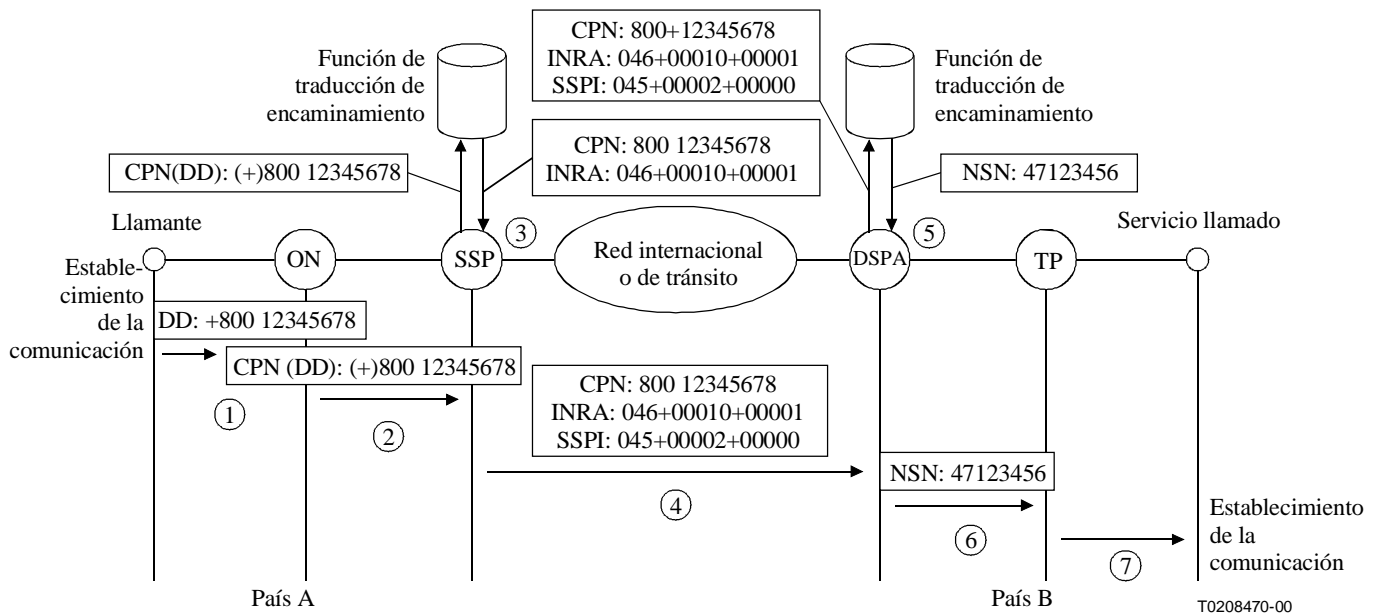 Función de
traducción de
encaminamiento
CPN: 800+12345678
INRA: 046+00010+00001
SSPI: 045+00002+00000
Función de
traducción de
encaminamiento
CPN(DD): (+)800 12345678
CPN: 800 12345678
INRA: 046+00010+00001
NSN: 47123456
Llamante
3
5
Servicio llamado
ON
SSP
Red internacional
o de tránsito
DSPA
TP
Estable-
cimiento
de la
comunicación
DD: +800 12345678
CPN (DD): (+)800 12345678
1
2
CPN: 800 12345678
INRA: 046+00010+00001
SSPI: 045+00002+00000
4
NSN: 47123456
6
7
Establecimiento
de la
comunicación
País A
País B
T0208470-00